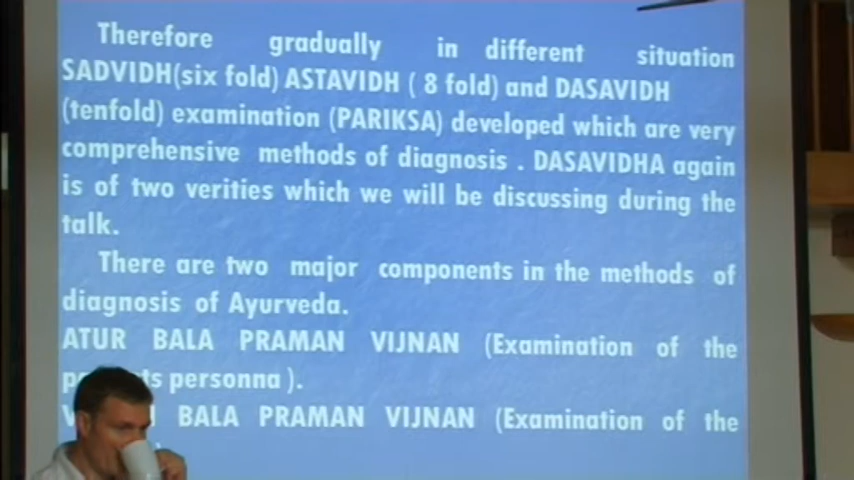 Therefore gradually in different situation
SADVIDH(six fold) ASTAVIDH ( 8 fold) and DASAVIDH
(tenfold) examination (PARIKSA) developed which are very
comprehensive methods of diagnosis . DASAVIDHA again
is of two verities which we will be discussing during the
talk.
There are two major components in the methods of
diagnosis of Ayurveda.
ATUR BALA PRAMAN VIJNAN (Examination of the
personna ).
BALA PRAMAN VIJNAN (Examination of the